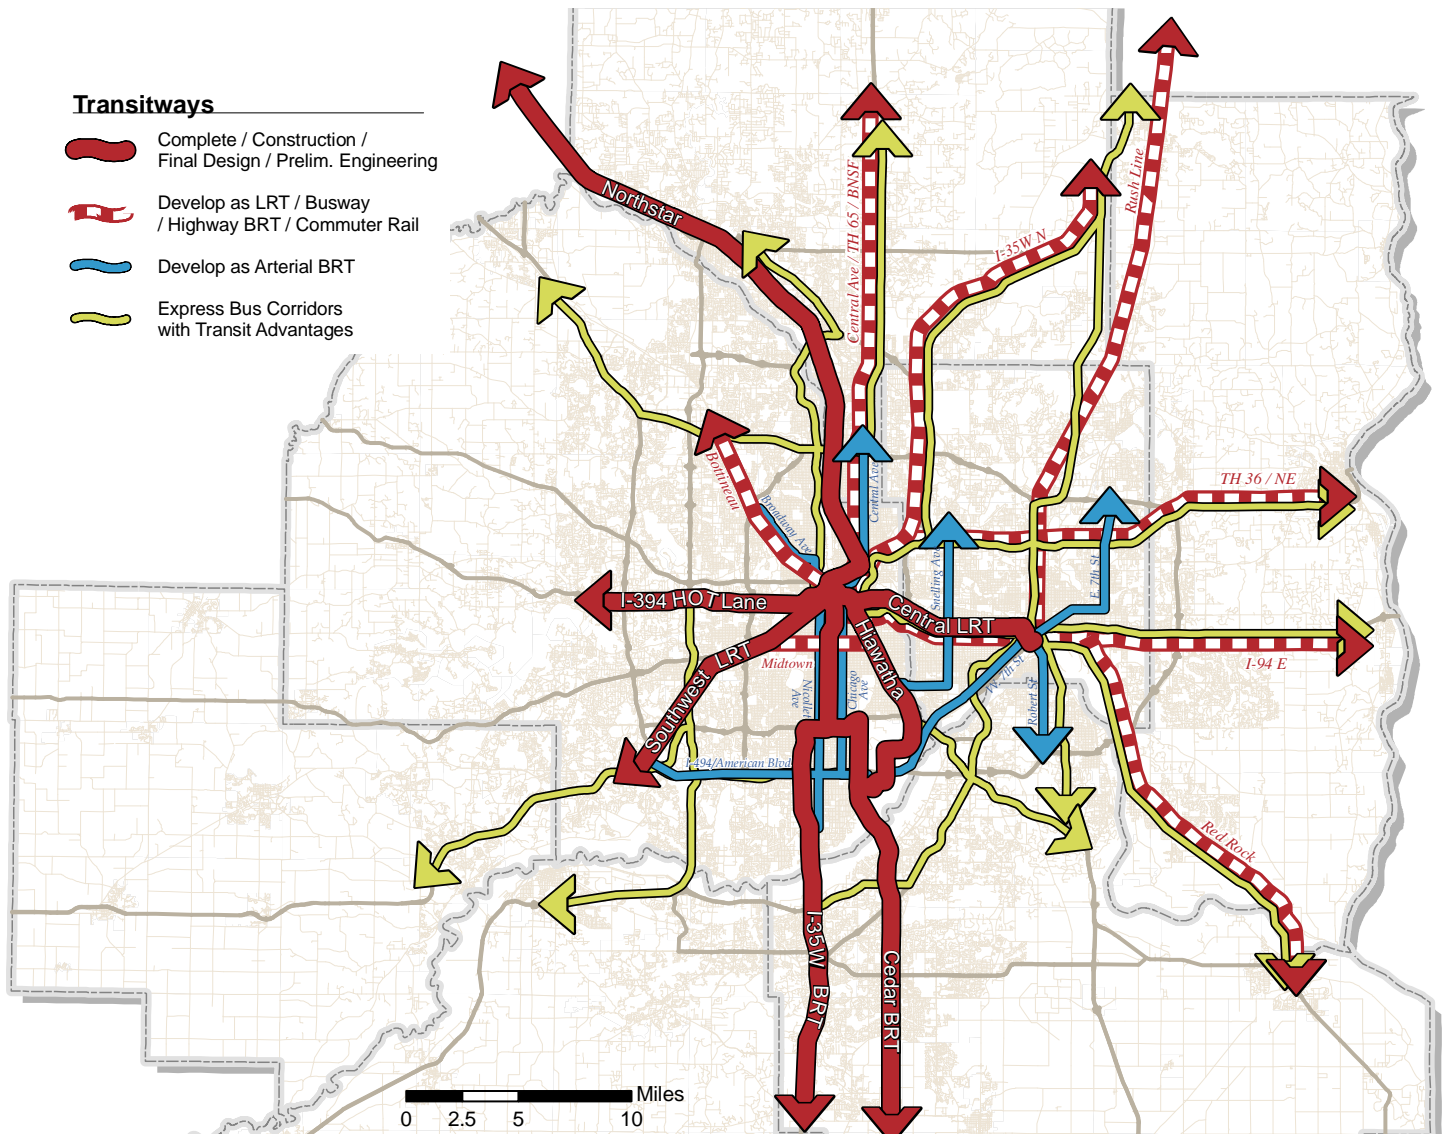 Transitways
Complete / Construction /
Final Design / Prelim. Engineering
Develop as LRT / Busway
/ Highway BRT / Commuter Rail
Develop as Arterial BRT
Express Bus Corridors
with Transit Advantages
Northstar
Central Ave / TH 65 / BNSF
I-35W N
Rush Line
Bottineau
Broadway Ave
Central Ave
TH 36 / NE
Snelling Ave
E. 7th St
I-394 HOT Lane
Central LRT
Hiawatha
Midtown
I-94 E
Southwest LRT
Nicollet
Ave
Chicago
Ave
W. 7th St
Robert St
I-494/American Blvd
Red Rock
I-35W BRT
Cedar BRT
Miles
0 2.5 5 10